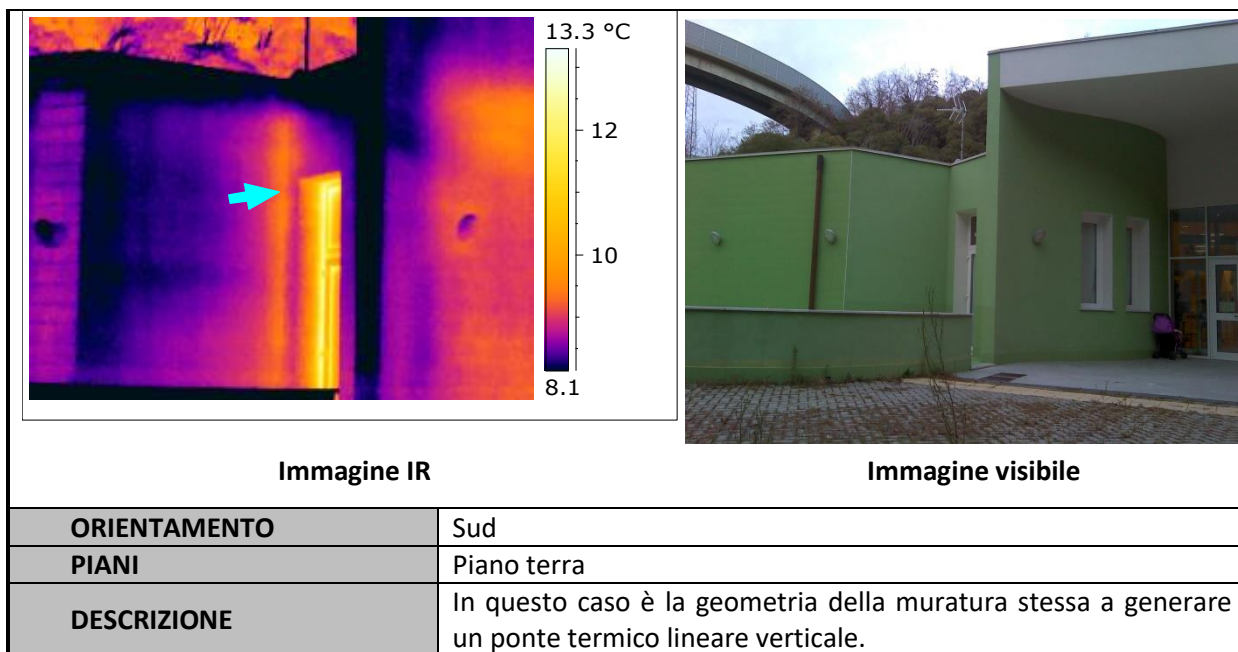 13.3 °C
12
10
8.1
Immagine IR
Immagine visibile
ORIENTAMENTO Sud
PIANI Piano terra
DESCRIZIONE In questo caso è la geometria della muratura stessa a generare
un ponte termico lineare verticale.